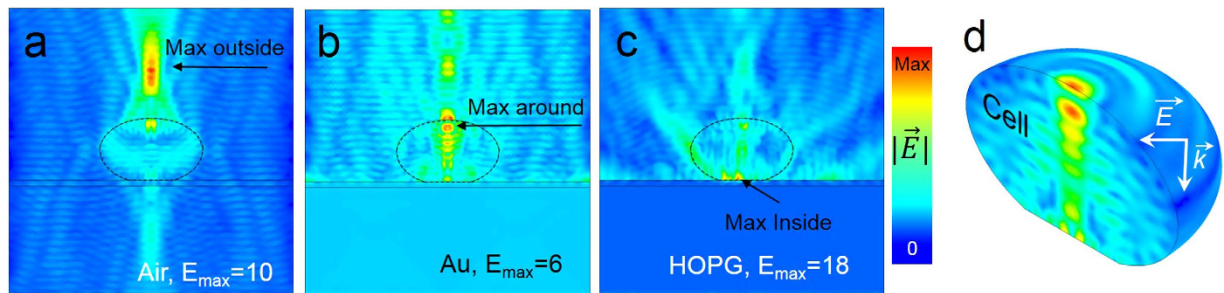 a
Max outside
Air, Emax=10
b
Max around
Au, Emax=6
c
Max Inside
HOPG, Emax=18
Max
|E⃗|
0
d
Cell
E⃗
k⃗